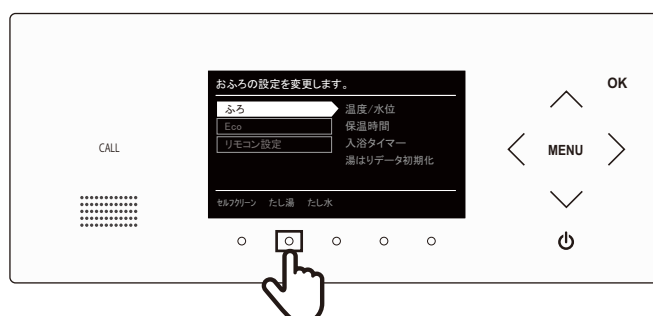 おふろの設定を変更します。
ふろ
Eco
リモコン設定
温度/水位
保温時間
入浴タイマー
湯はりデータ初期化
セルフクリーン たし湯 たし水
CALL
OK
MENU